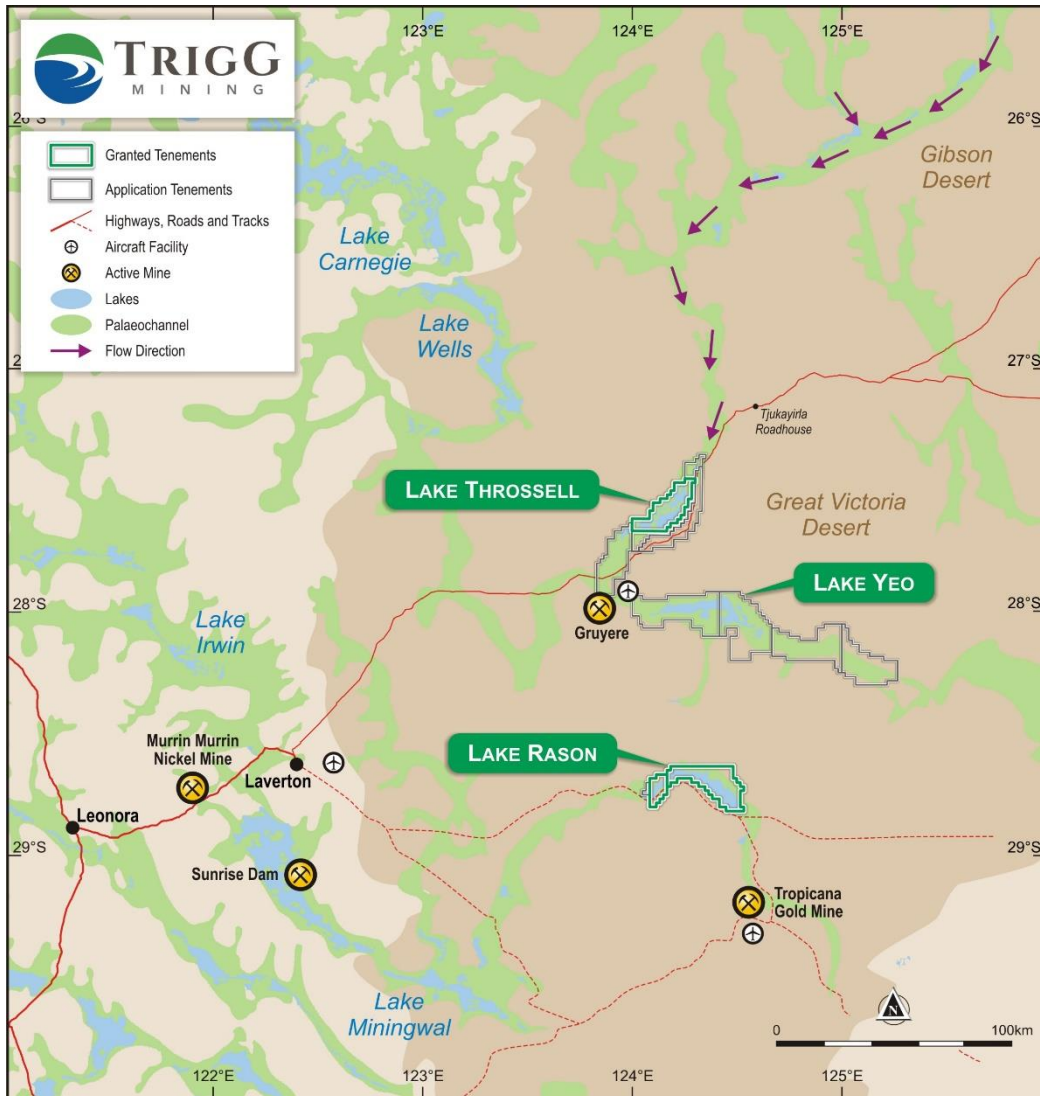 TRIGG
MINING
122°E
123°E
124°E
125°E
26°S
26°S
Granted Tenements
Application Tenements
Highways, Roads and Tracks
Aircraft Facility
Active Mine
Lakes
Palaeochannel
Flow Direction
Gibson
Desert
Lake
Carnegie
Lake
Wells
27°S
Tjukayirla
Roadhouse
LAKE THROSSELL
Great Victoria
Desert
LAKE YEO
28°S
28°S
Gruyere
Lake
Irwin
Murrin Murrin
Nickel Mine
Laverton
LAKE RASON
Leonora
29°S
29°S
Sunrise Dam
Tropicana
Gold Mine
Lake
Minigwal
N
0
100km
122°E
123°E
124°E
125°E